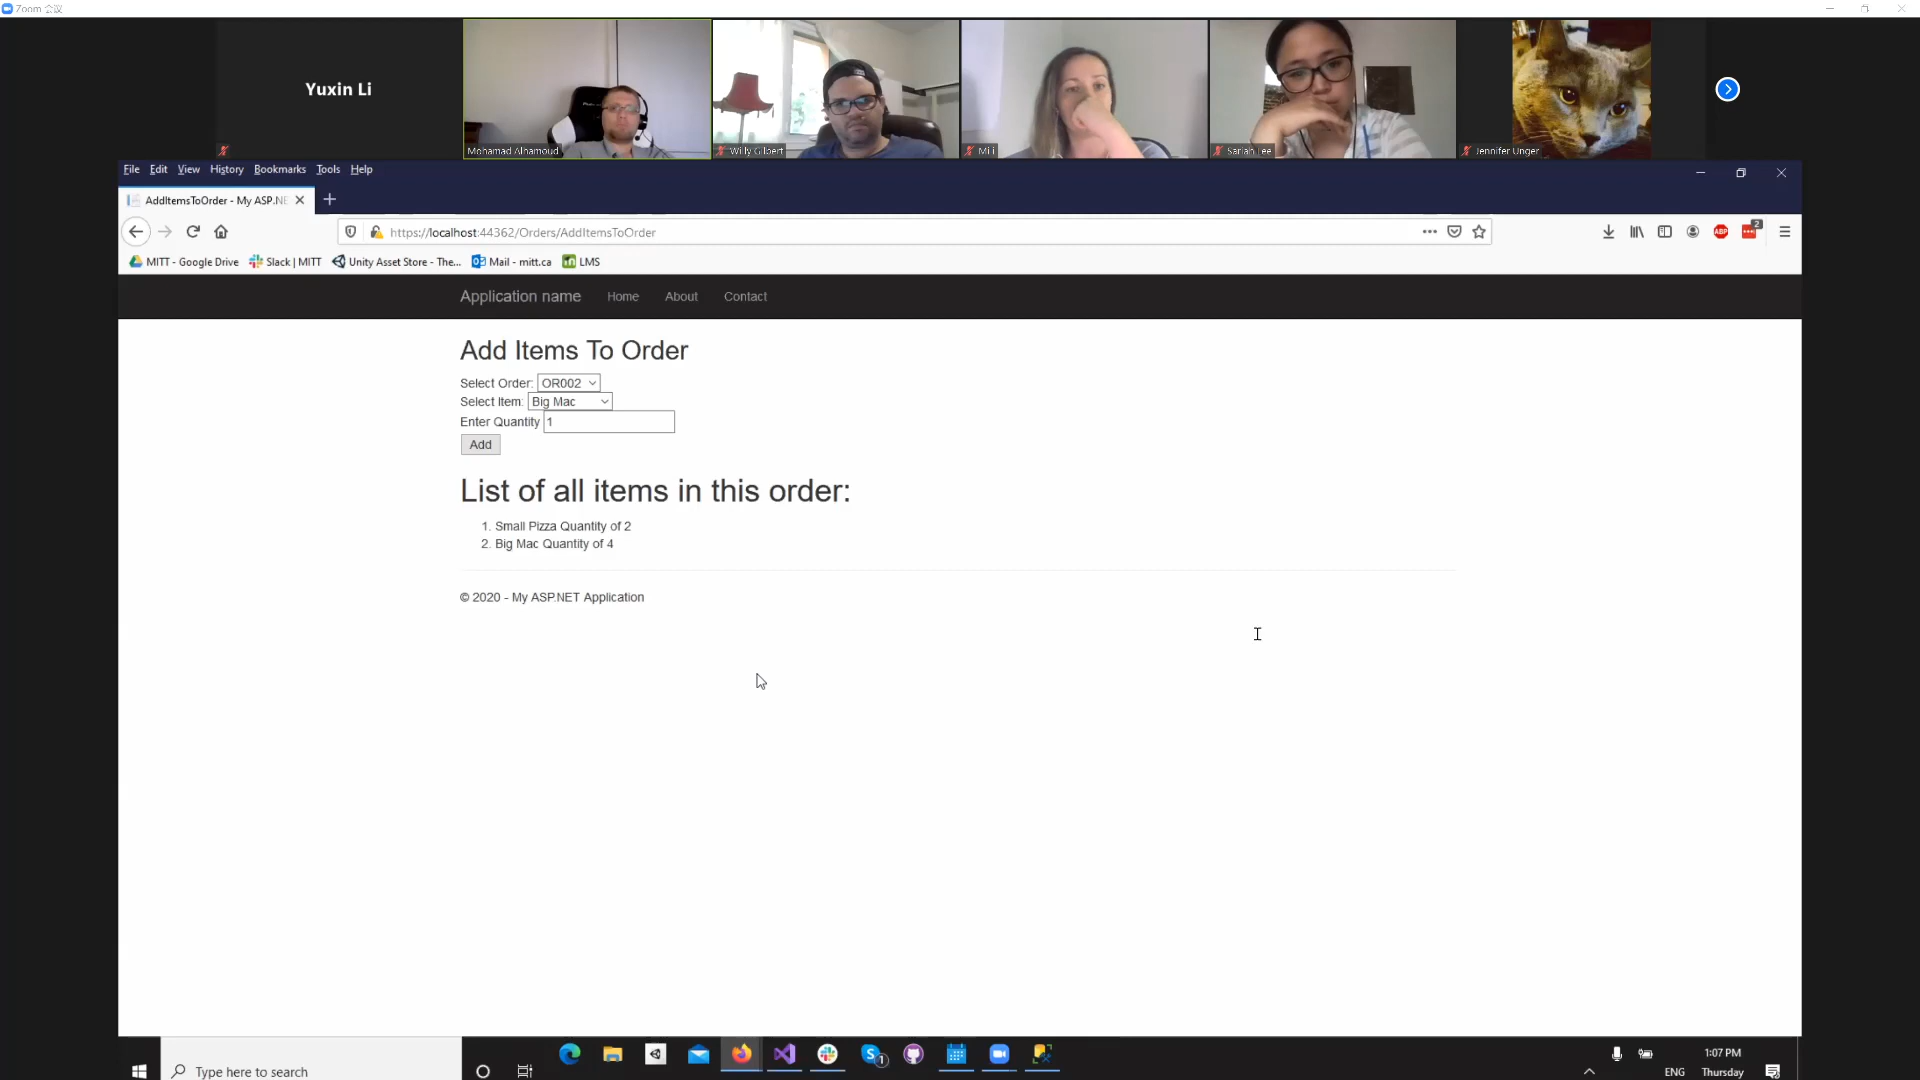 Zoom 会议
Yuxin Li
Mohamad Alhamoud
Willy Gilbert
Sarah Lee
Jennifer Unger
File Edit View History Bookmarks Tools Help
AddItemsToOrder - My ASP.NE
https://localhost:44362/Orders/AddItemsToOrder
ABP
2
MITT - Google Drive
Slack | MITT
Unity Asset Store - The...
Mail - mitt.ca
LMS
Application name Home About Contact
Add Items To Order
Select Order: OR002
Select Item: Big Mac
Enter Quantity 1
Add
List of all items in this order:
1. Small Pizza Quantity of 2
2. Big Mac Quantity of 4
© 2020 - My ASP.NET Application
Type here to search
1
1:07 PM
ENG Thursday